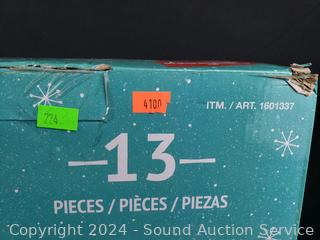 4100
ITM. / ART. 1601337
224
—13—
PIECES / PIÈCES / PIEZAS
Copyright 2024 - Sound Auction Service